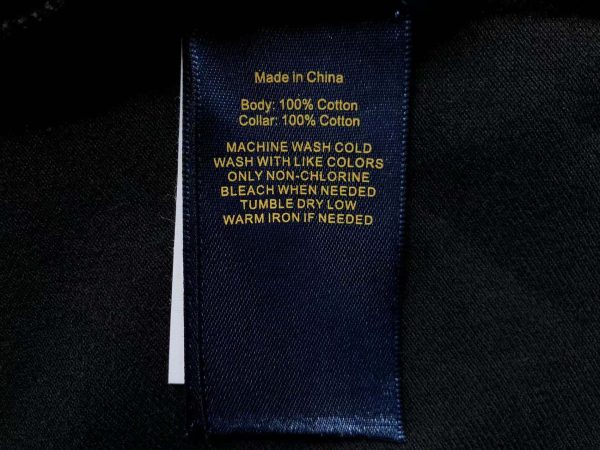 Made in China
Body: 100% Cotton
Collar: 100% Cotton
MACHINE WASH COLD
WASH WITH LIKE COLORS
ONLY NON-CHLORINE
BLEACH WHEN NEEDED
TUMBLE DRY LOW
WARM IRON IF NEEDED